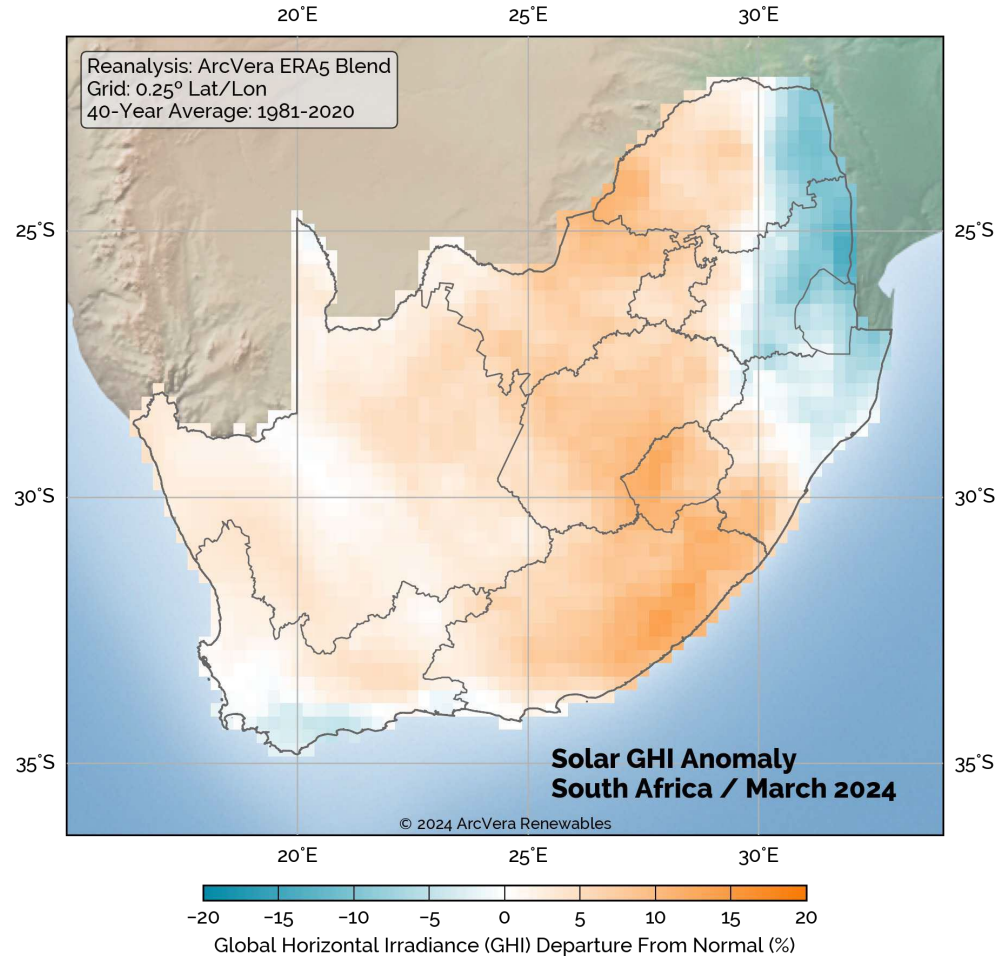 20°E 25°E 30°E
Reanalysis: ArcVera ERA5 Blend
Grid: 0.25º Lat/Lon
40-Year Average: 1981-2020
25°S 25°S
30°S 30°S
Solar GHI Anomaly
35°S 35°S
South Africa / March 2024
© 2024 ArcVera Renewables
20°E 25°E 30°E
−20 −15 −10 −5 0 5 10 15 20
Global Horizontal Irradiance (GHI) Departure From Normal (%)